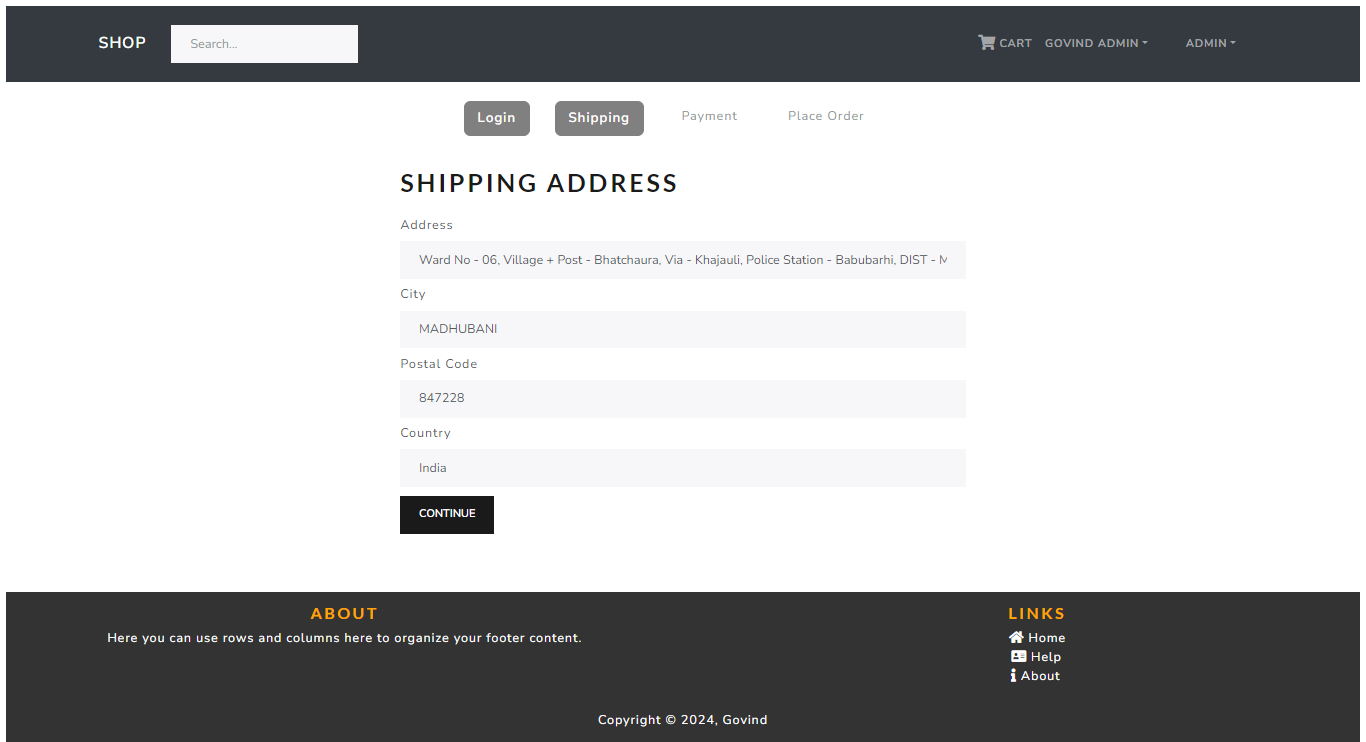 SHOP Search... CART GOVIND ADMIN ADMIN
Login Shipping Payment Place Order
SHIPPING ADDRESS
Address
Ward No - 06, Village + Post - Bhatchaura, Via - Khajauli, Police Station - Babubarhi, DIST -
City
MADHUBANI
Postal Code
847228
Country
India
CONTINUE
ABOUT
Here you can use rows and columns here to organize your footer content.
LINKS
Home
Help
About
Copyright © 2024, Govind